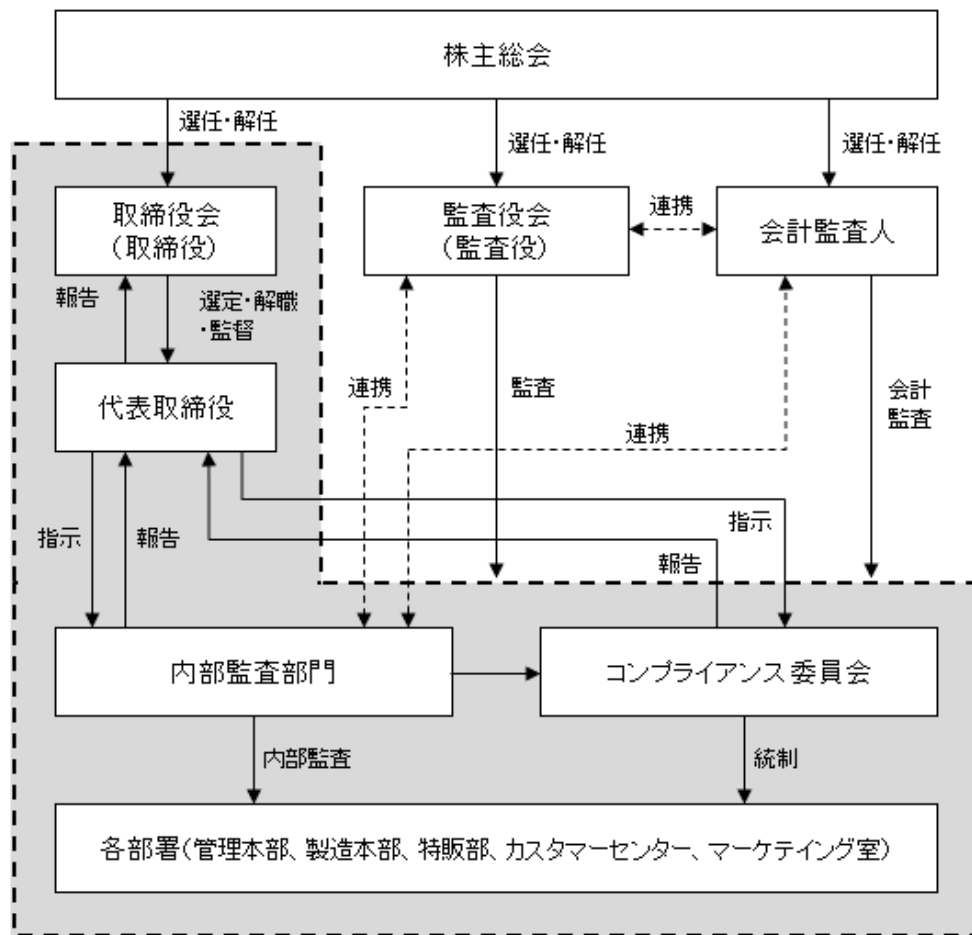 株主総会
選任・解任
選任・解任
選任・解任
取締役会
(取締役)
監査役会
(監査役)
連携
会計監査人
報告
選定・解職
・監督
連携
監査
会計
監査
代表取締役
連携
指示
報告
指示
報告
内部監査部門
コンプライアンス委員会
内部監査
統制
各部署(管理本部、製造本部、特販部、カスタマーセンター、マーケテイング室)